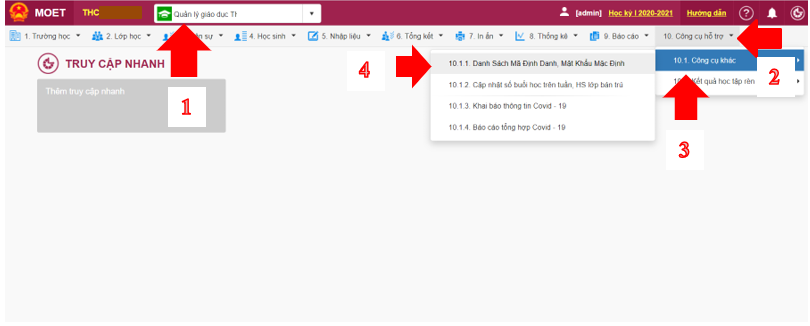 MOET THC Quản lý giáo dục Th [admin] Học kỳ I 2020-2021 Hướng dẫn ?
1. Trường học 2. Lớp học sự 4. Học sinh 5. Nhập liệu 6. Tổng kết 7. In ấn 8. Thống kê 9. Báo cáo 10. Công cụ hỗ trợ
TRUY CẬP NHANH
Thêm truy cập nhanh
10.1.1. Danh Sách Mã Định Danh, Mật Khẩu Mặc Định
10.1.2. Cập nhật số buổi học trên tuần, HS lớp bán trú
10.1.3. Khai báo thông tin Covid - 19
10.1.4. Báo cáo tổng hợp Covid - 19
10.1. Công cụ khác
Kết quả học tập rèn
1
2
3
4